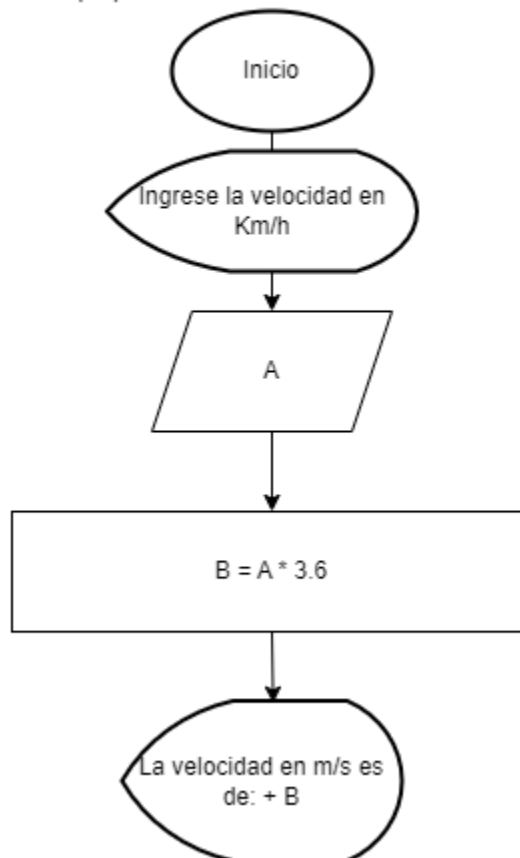 Inicio
Ingrese la velocidad en
Km/h
A
B = A * 3.6
La velocidad en m/s es
de: + B